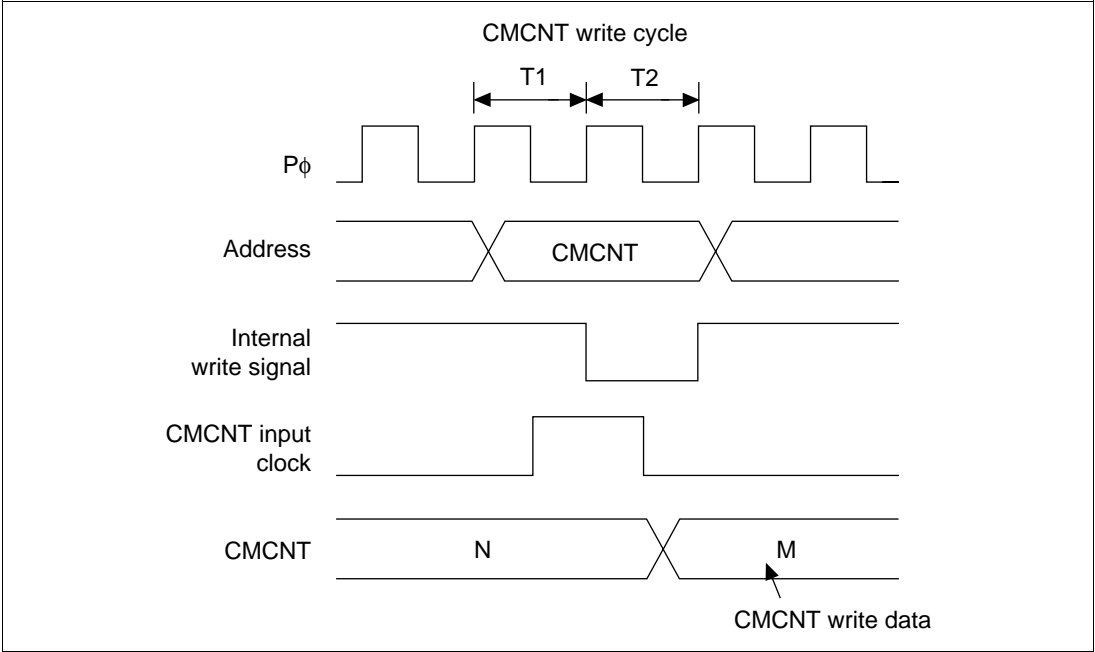 CMCNT write cycle
T1
T2
Pϕ
Address
CMCNT
Internal
write signal
CMCNT input
clock
CMCNT
N
M
CMCNT write data